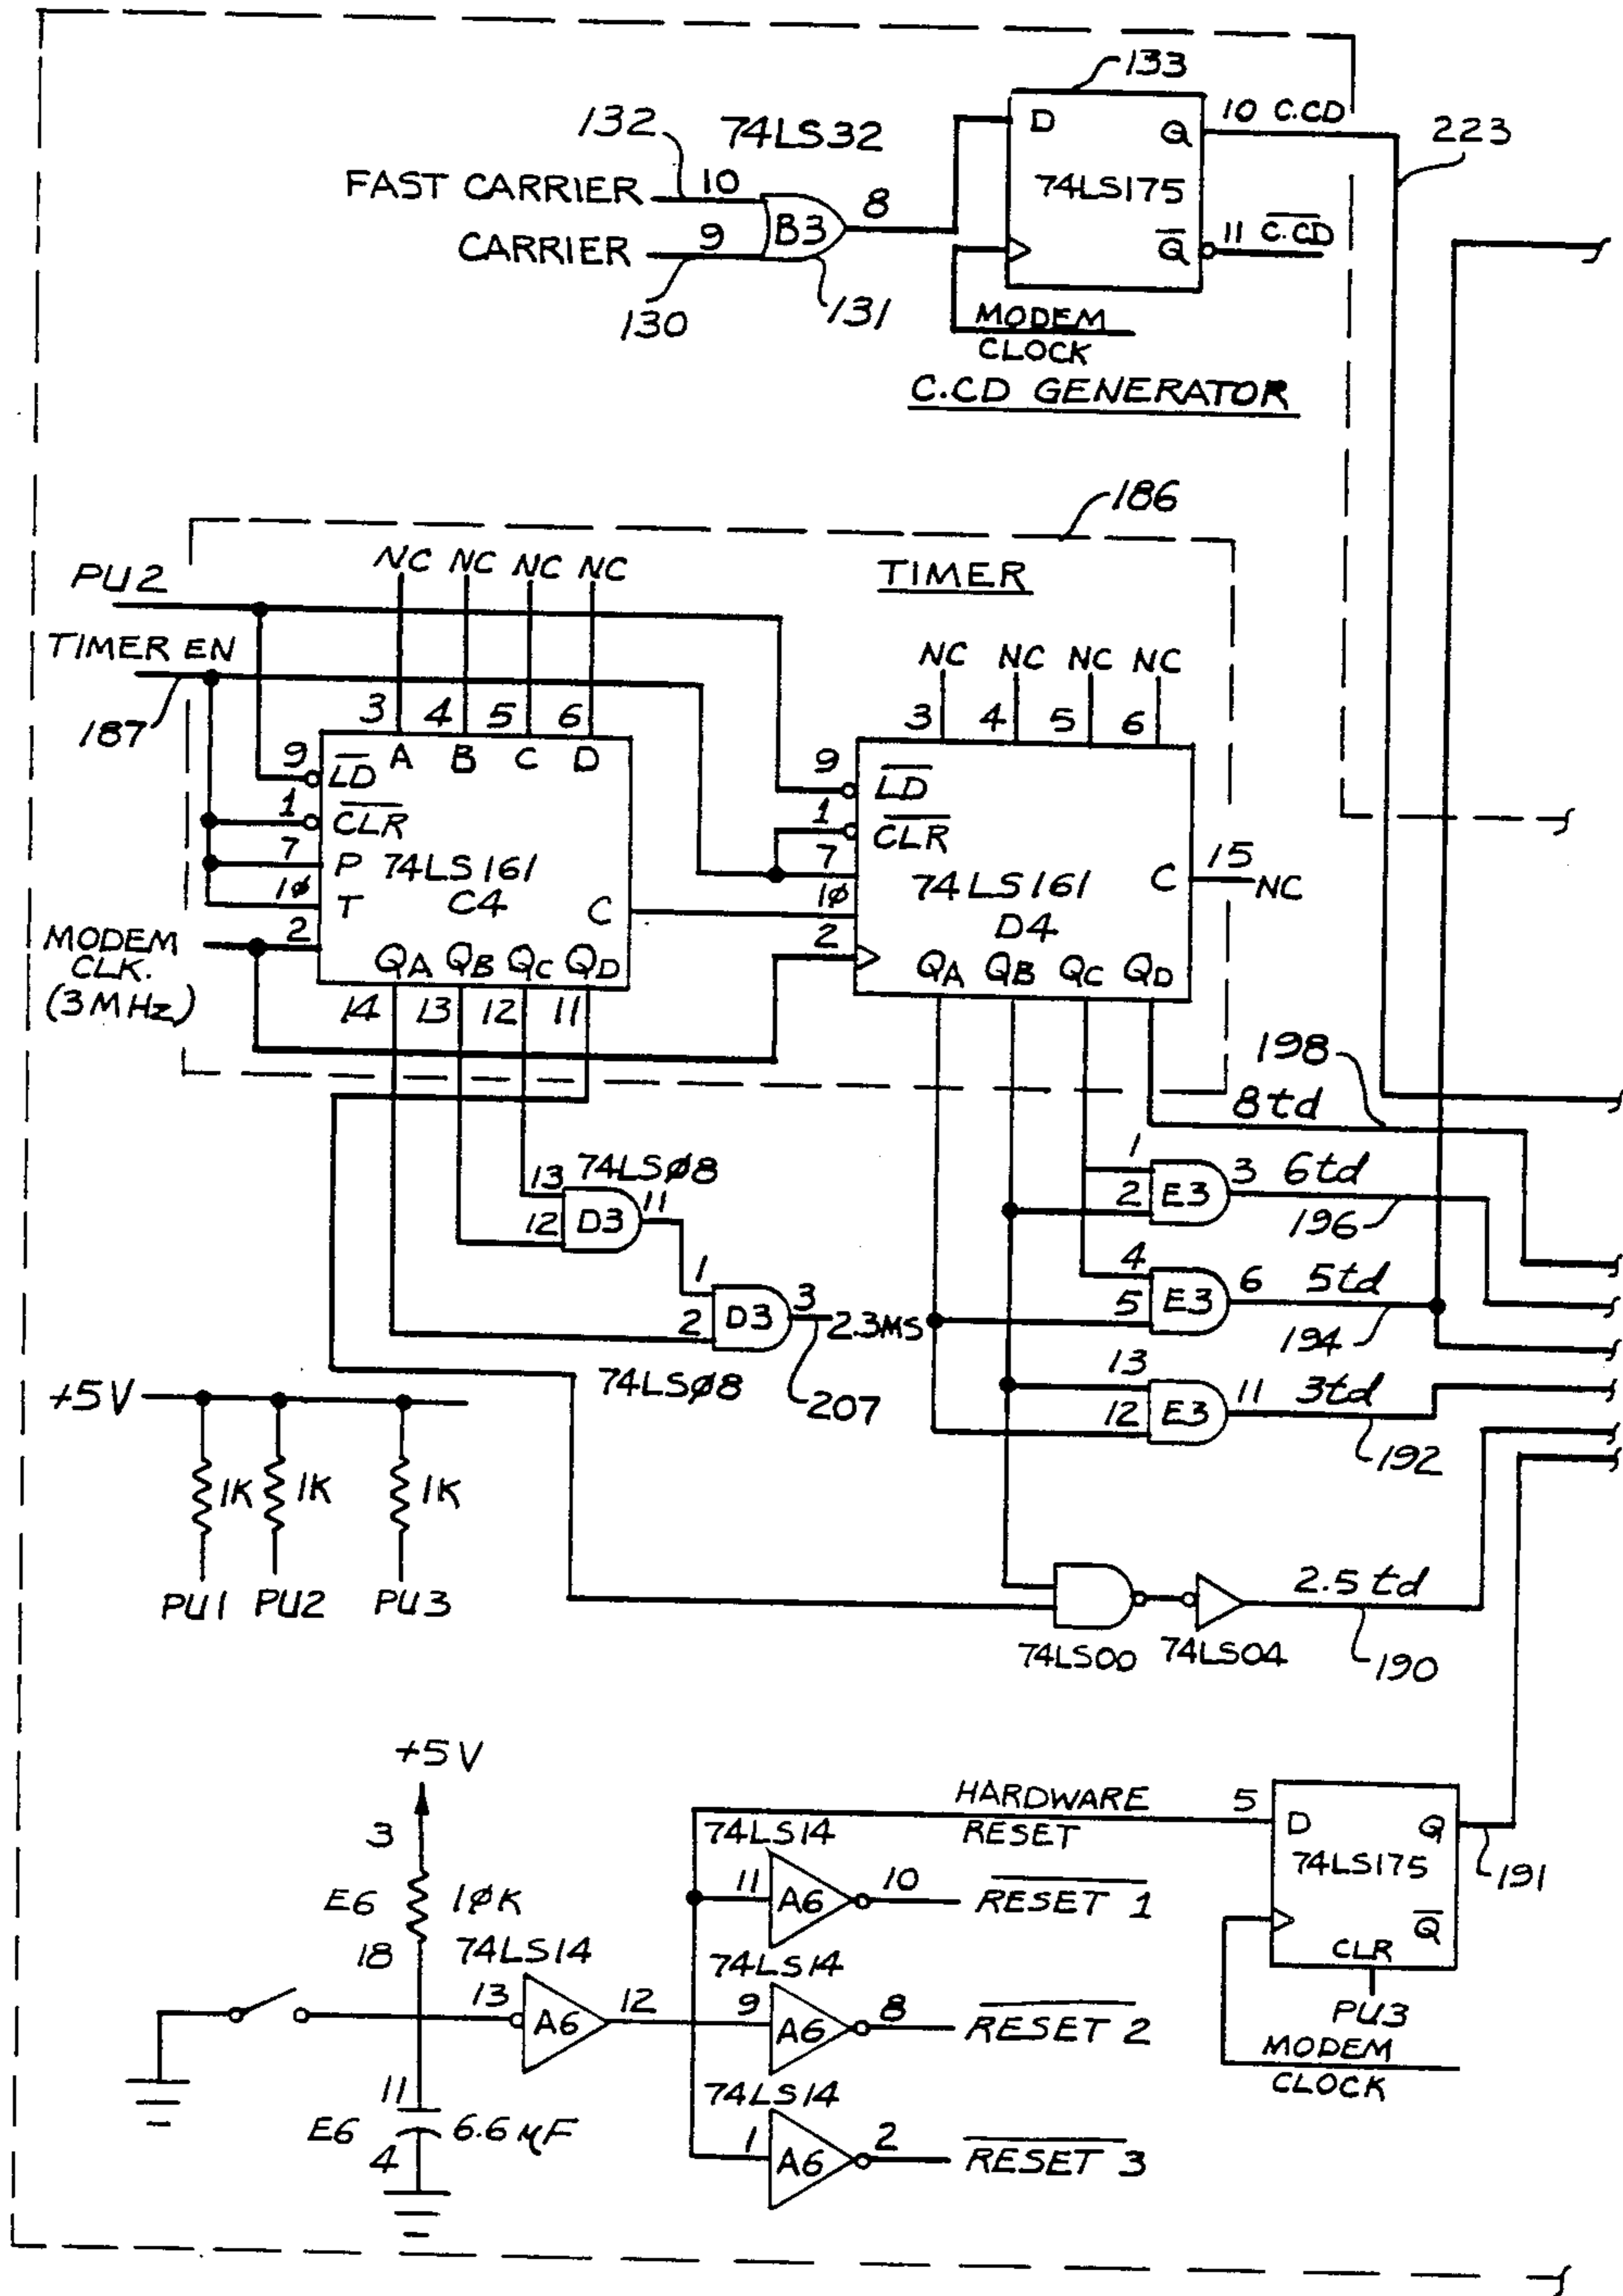 133
132 74LS32
10 C.CD
223
D Q
FAST CARRIER 10
8
74LS175
B3
CARRIER 9
Q 11 C.CD
130
131
MODEM
CLOCK
C.CD GENERATOR
186
NC NC NC NC
TIMER
PU2
TIMER EN
NC NC NC NC
187
3 4 5 6
3 4 5 6
9 LD A B C D
9 LD
1 CLR
1 CLR
7 P 74LS161
7 74LS161 C 15 NC
1Ø T C4 C
1Ø D4
MODEM
CLK.
(3MHz)
2 QA QB QC QD
2 QA QB QC QD
14 13 12 11
198
8td
74LSØ8
13
12 D3 11
1
2 E3 3 6td
196
1
2 D3 3 2.3MS
4
5 E3 6 5td
194
74LSØ8
207
13
12 E3 11 3td
192
+5V
1K 1K 1K
PU1 PU2 PU3
2.5td
74LS00 74LS04
190
+5V
HARDWARE
RESET
5 D Q
74LS175
191
Q
CLR
PU3
MODEM
CLOCK
3
E6 1ØK
18
74LS14
11 A6 10 RESET 1
74LS14
13 A6 12
74LS14
9 A6 8 RESET 2
74LS14
1 A6 2 RESET 3
11
E6 6.6 μF
4